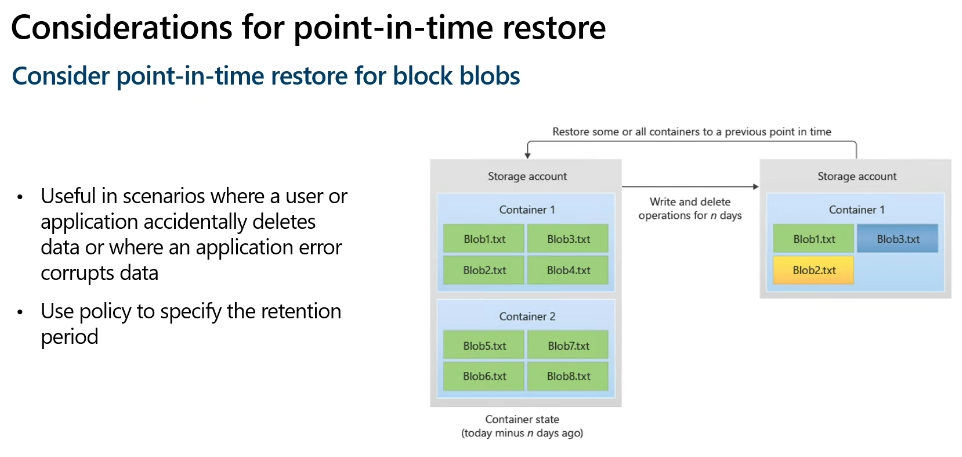 Considerations for point-in-time restore
Consider point-in-time restore for block blobs
• Useful in scenarios where a user or
application accidentally deletes
data or where an application error
corrupts data
• Use policy to specify the retention
period
Restore some or all containers to a previous point in time
Storage account
Container 1
Blob1.txt Blob3.txt
Blob2.txt Blob4.txt
Container 2
Blob5.txt Blob7.txt
Blob6.txt Blob8.txt
Container state
(today minus n days ago)
Write and delete
operations for n days
Storage account
Container 1
Blob1.txt Blob3.txt
Blob2.txt